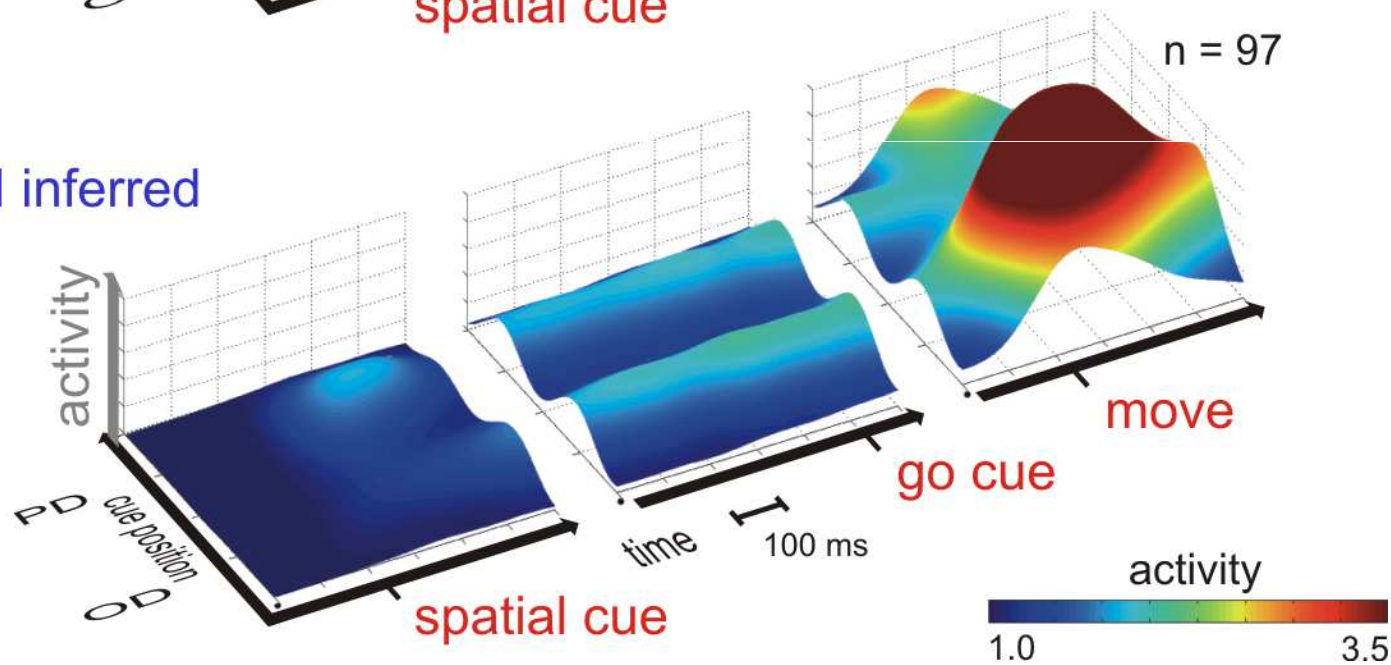 spatial cue
n = 97
inferred
activity
move
go cue
PD
cue position
OD
time
100 ms
spatial cue
activity
1.0
3.5